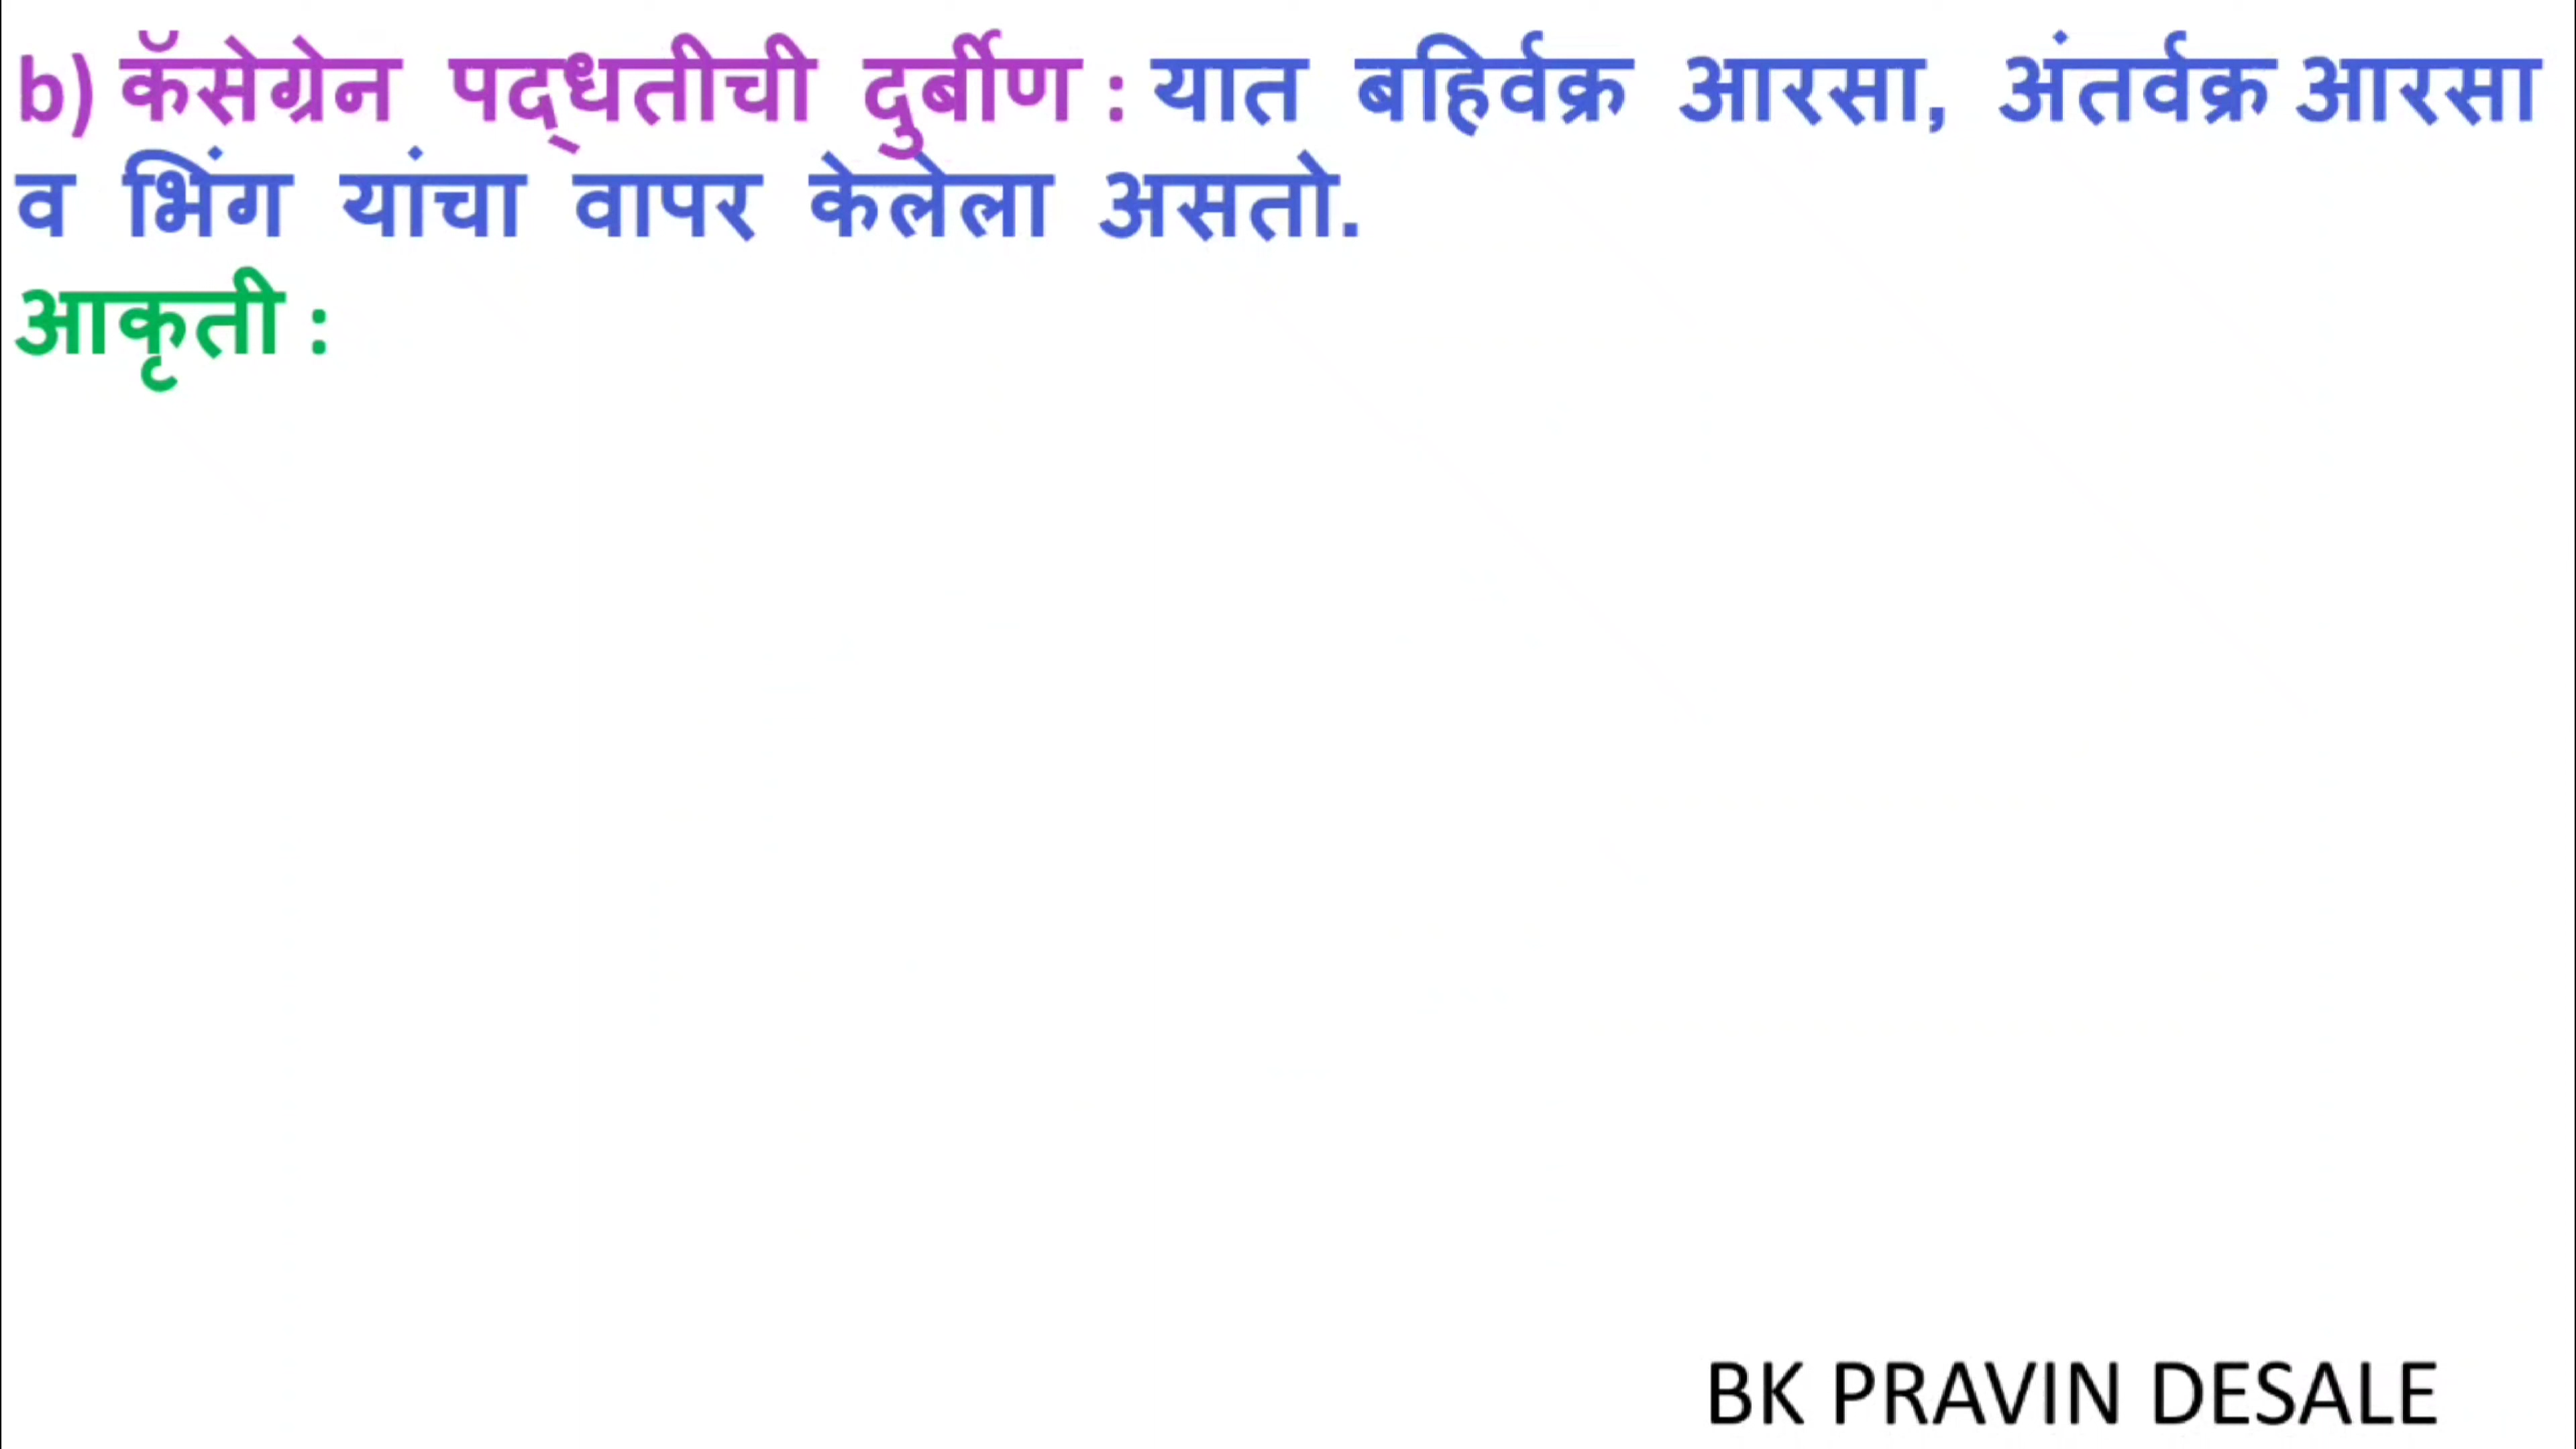 b) कॅसेग्रेन पद्धतीची दुर्बीण : यात बहिर्वक्र आरसा, अंतर्वक्र आरसा
व भिंग यांचा वापर केलेला असतो.
आकृती :
BK PRAVIN DESALE